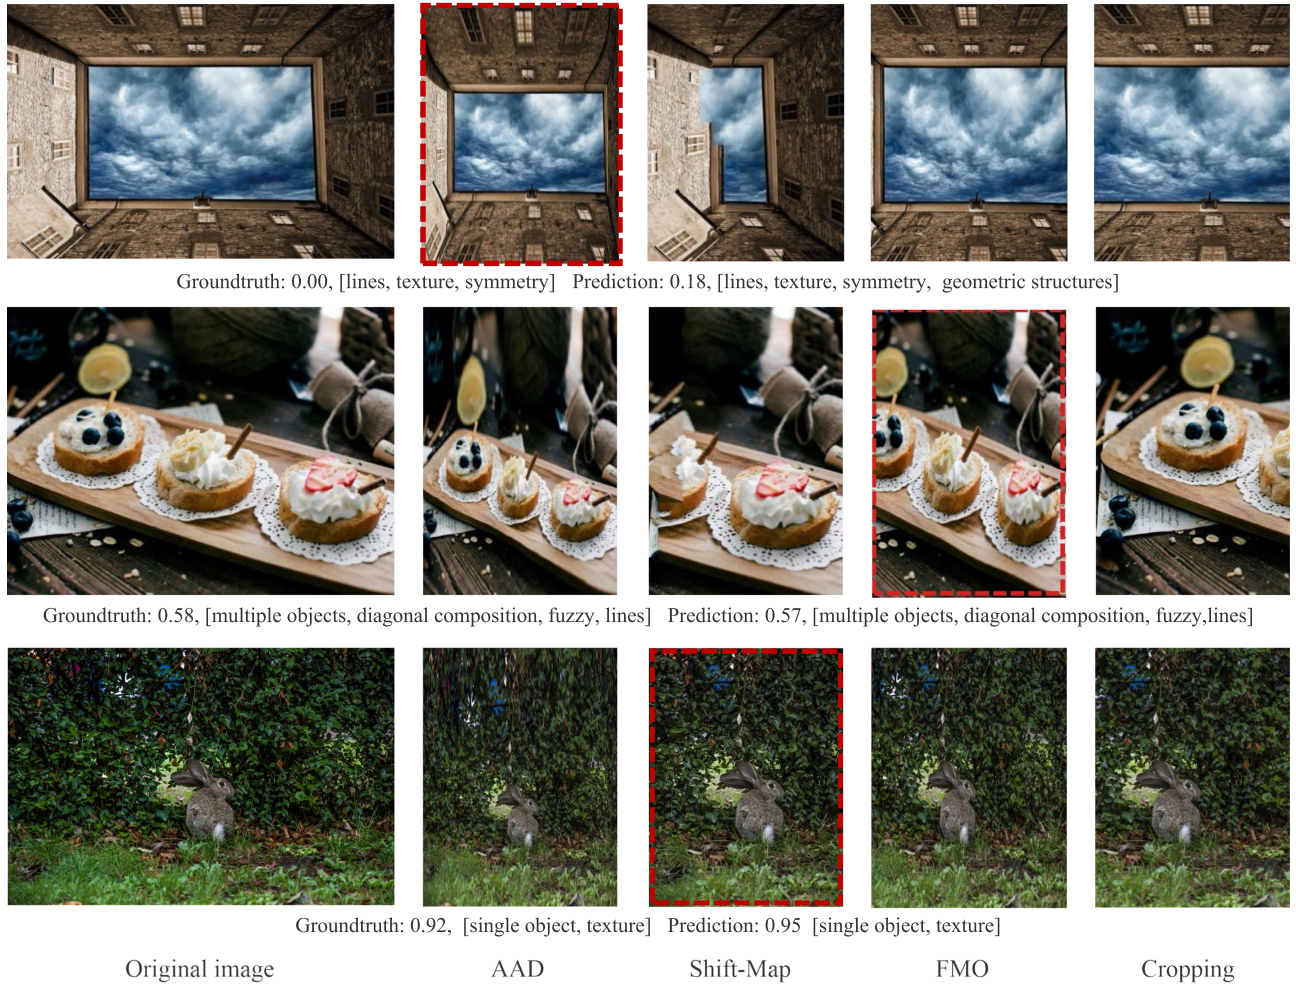 Groundtruth: 0.00, [lines, texture, symmetry] Prediction: 0.18, [lines, texture, symmetry, geometric structures]
Groundtruth: 0.58, [multiple objects, diagonal composition, fuzzy, lines] Prediction: 0.57, [multiple objects, diagonal composition, fuzzy,lines]
Groundtruth: 0.92, [single object, texture] Prediction: 0.95 [single object, texture]
Original image AAD Shift-Map FMO Cropping